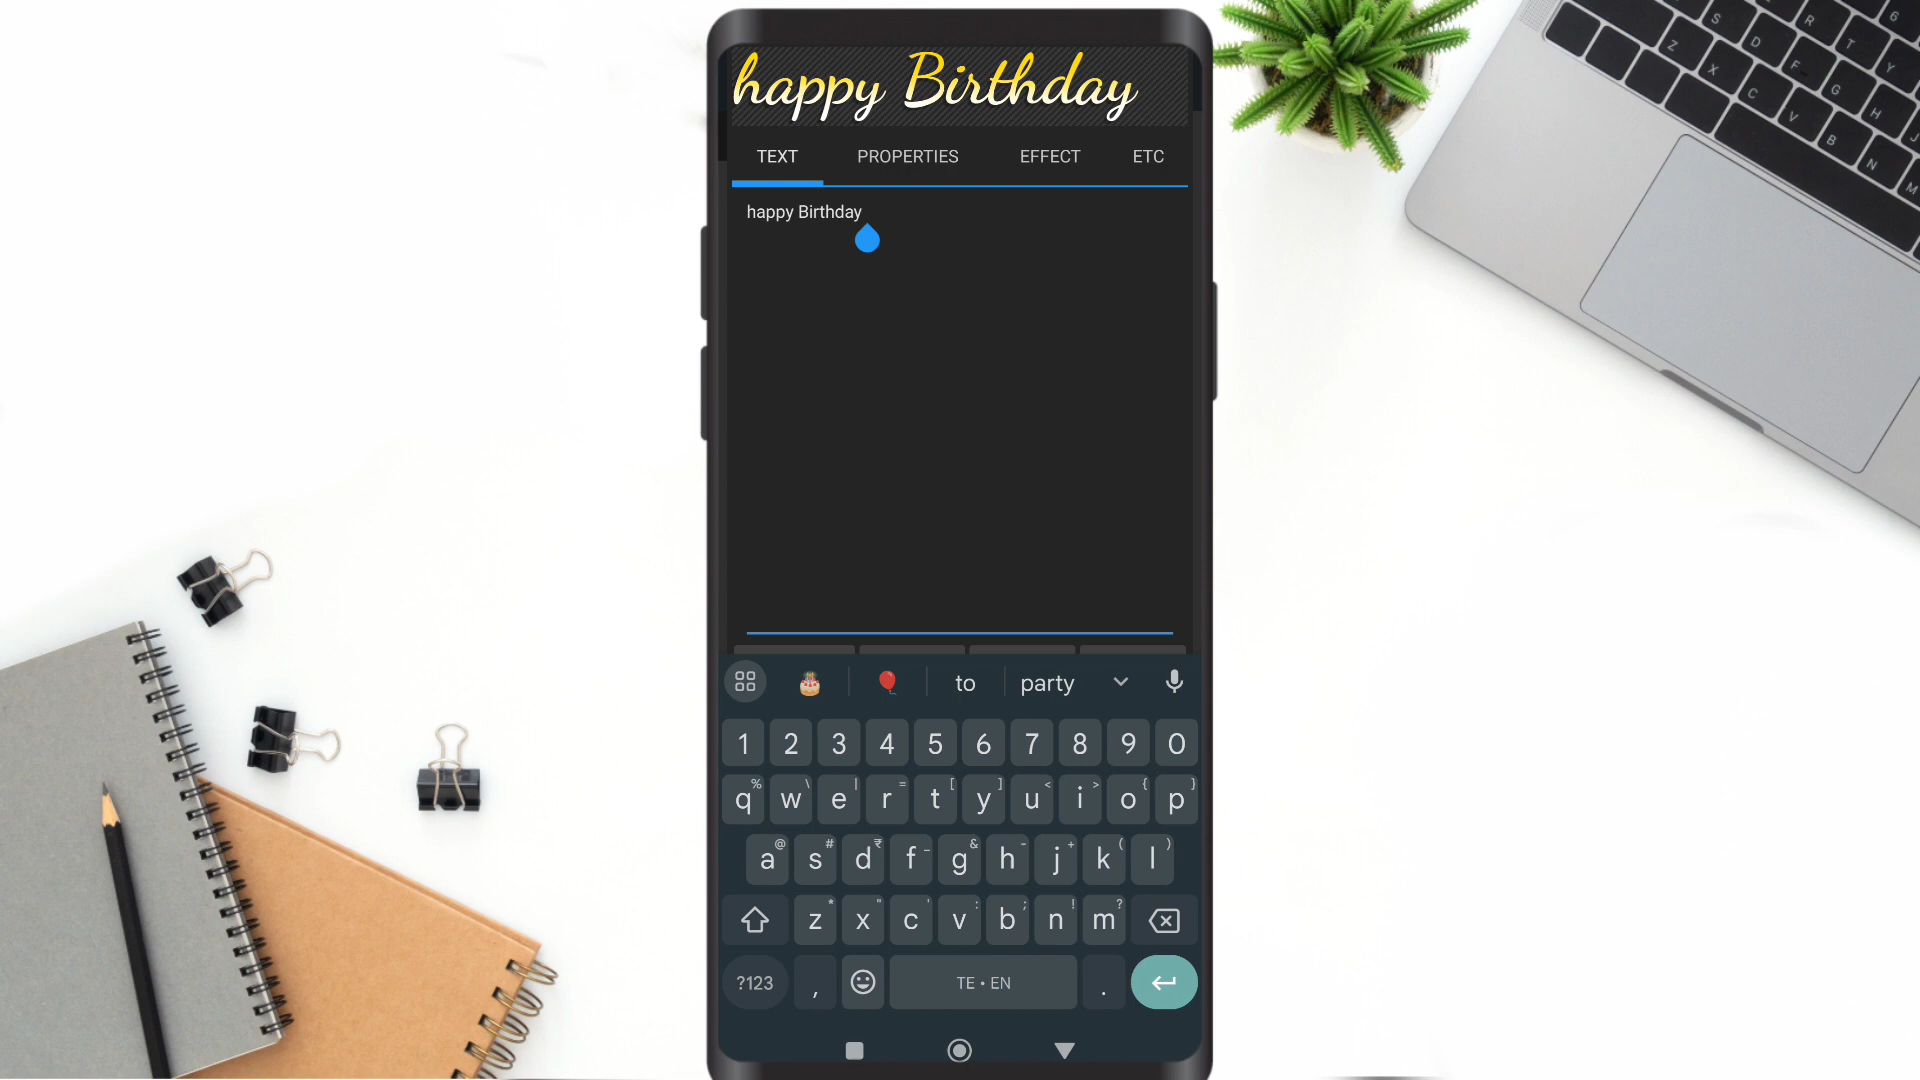 happy Birthday
TEXT PROPERTIES EFFECT ETC
happy Birthday
to party
1 2 3 4 5 6 7 8 9 0
q % w \ e | r = t [ y ] u < i > o { p }
a @ s # d ₹ f _ g & h - j + k ( l )
z * x " c ' v : b ; n ! m ?
?123 , TE • EN .